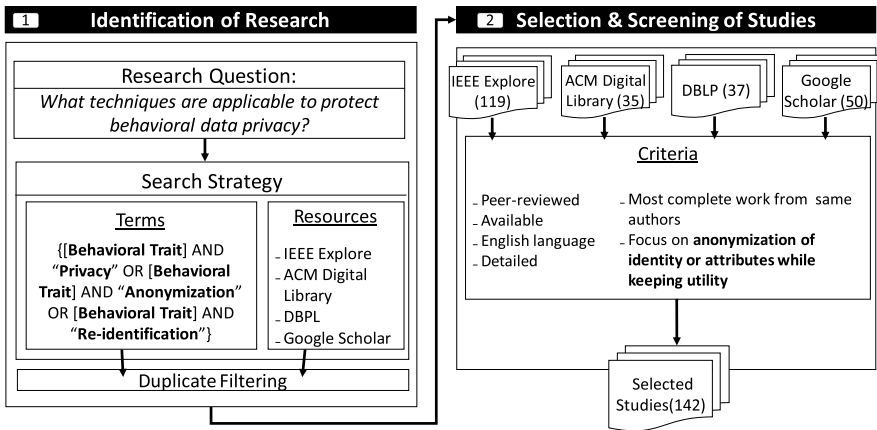 1 Identification of Research
Research Question:
What techniques are applicable to protect
behavioral data privacy?
Search Strategy
Terms
{[Behavioral Trait] AND
“Privacy” OR [Behavioral
Trait] AND “Anonymization”
OR [Behavioral Trait] AND
“Re-identification”}
Resources
- IEEE Explore
- ACM Digital
Library
- DBPL
- Google Scholar
Duplicate Filtering
2 Selection & Screening of Studies
IEEE Explore
(119)
ACM Digital
Library (35)
DBLP (37)
Google
Scholar (50)
Criteria
- Peer-reviewed
- Available
- English language
- Detailed
- Most complete work from same
authors
- Focus on anonymization of
identity or attributes while
keeping utility
Selected
Studies(142)